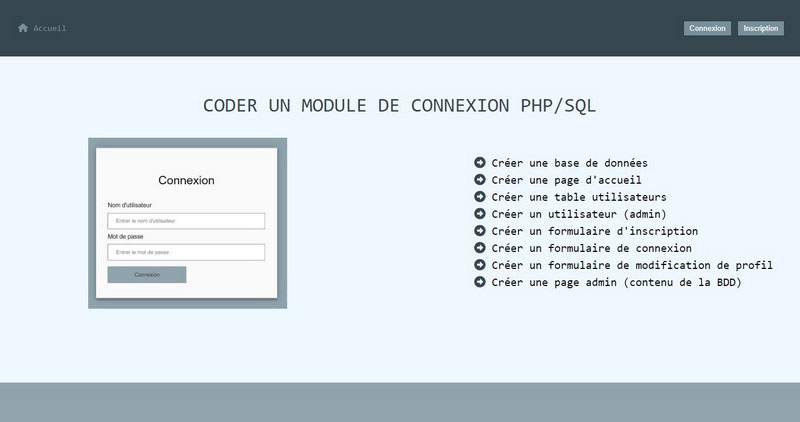 Accueil
Connexion
Inscription
CODER UN MODULE DE CONNEXION PHP/SQL
Connexion
Nom d'utilisateur
Entrer le nom d'utilisateur
Mot de passe
Entrer le mot de passe
Connexion
Créer une base de données
Créer une page d'accueil
Créer une table utilisateurs
Créer un utilisateur (admin)
Créer un formulaire d'inscription
Créer un formulaire de connexion
Créer un formulaire de modification de profil
Créer une page admin (contenu de la BDD)